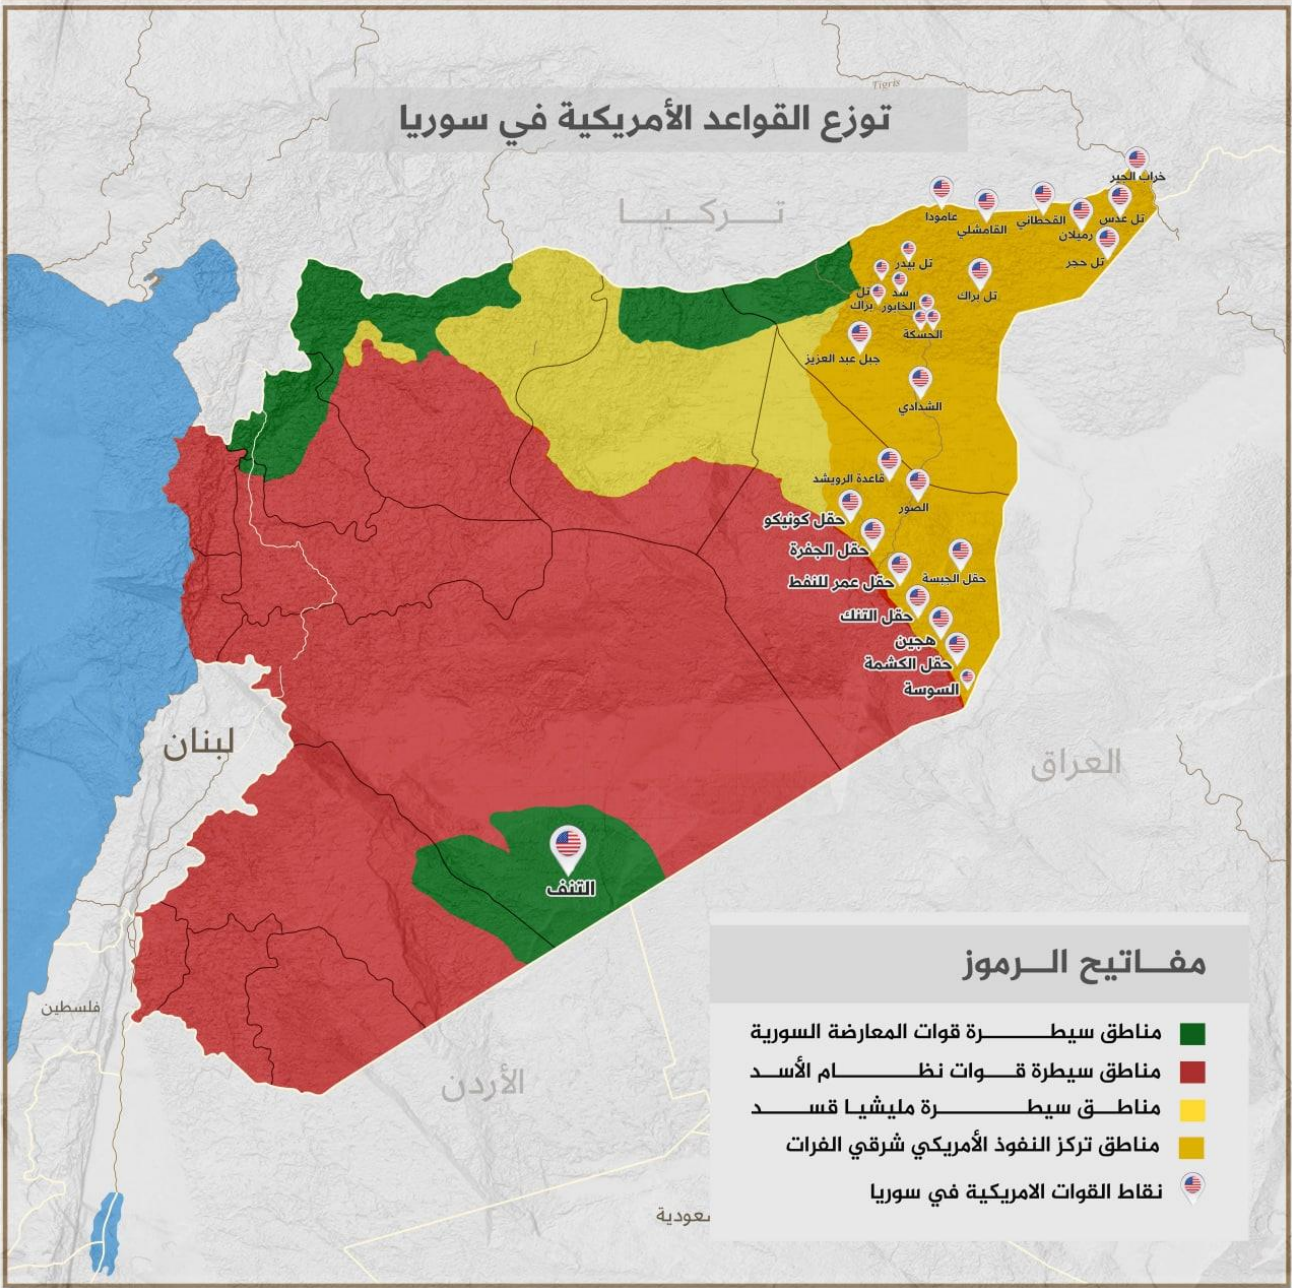 توزع القواعد الأمريكية في سوريا
Tigris
تركيا
خراب الجير
عامودا
القامشلي
القحطاني
رميلان
تل عدس
تل حجر
تل بيدر
تل براك
سد الخابور
تل براك
الحسكة
جبل عبد العزيز
الشدادي
قاعدة الرويشد
الصور
حقل كونيكو
حقل الجفرة
حقل عمر للنفط
حقل الجبسة
حقل التنك
هجين
حقل الكشمة
السوسة
لبنان
العراق
التنف
فلسطين
الأردن
سعودية
مفاتيح الرموز
مناطق سيطرة قوات المعارضة السورية
مناطق سيطرة قوات نظام الأسد
مناطق سيطرة مليشيا قسد
مناطق تركز النفوذ الأمريكي شرقي الفرات
نقاط القوات الامريكية في سوريا